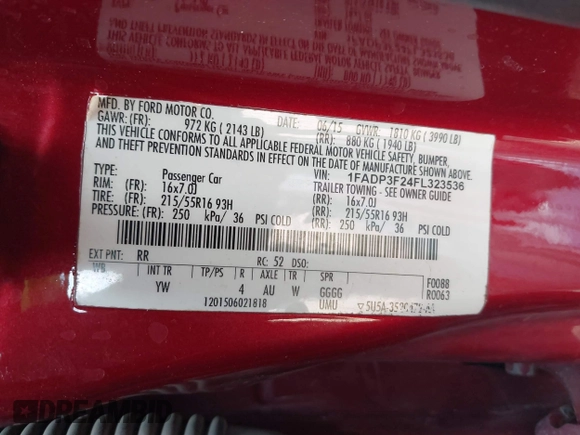 MFD. BY FORD MOTOR CO.
06/15 GVWR: 1810 KG ( 3990 LB)
GAWR: (FR): 972 KG ( 2143 LB) (RR): 880 KG ( 1940 LB)
THIS VEHICLE CONFORMS TO ALL APPLICABLE FEDERAL MOTOR VEHICLE SAFETY, BUMPER,
AND THEFT PREVENTION STANDARDS IN EFFECT ON THE DATE OF MANUFACTURE SHOWN ABOVE.
VIN: 1FADP3F24FL323536
TYPE: Passenger Car TRAILER TOWING - SEE OWNER GUIDE
RIM: (FR): 16x7.0J (RR): 16x7.0J
TIRE: (FR): 215/55R16 93H (RR): 215/55R16 93H
PRESSURE: (FR): 250 kPa/ 36 PSI COLD (RR): 250 kPa/ 36 PSI COLD
EXT PNT: RR RC: 52 DSO:
WB INT TR TP/PS R AXLE TR SPR F0088
YW 4 AU W GGGG R0063
1201506021818 UMU
DREAMBID